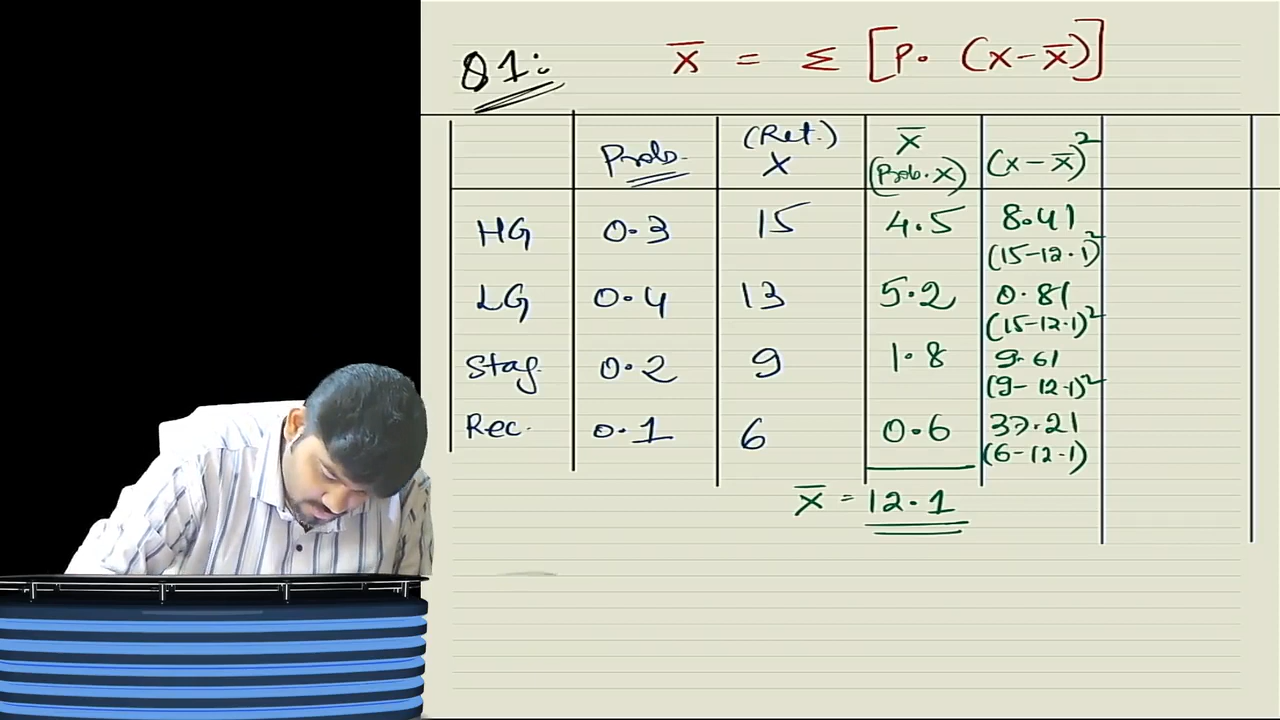 Q1:
x̄ = Σ [P. (x-x̄)]
Prob.
(Ret.) X
x̄ (Prob.X)
(x-x̄)²
HG 0.3 15 4.5 8.41
(15-12.1)²
LG 0.4 13 5.2 0.81
(15-12.1)²
Stag. 0.2 9 1.8 9.61
(9-12.1)²
Rec. 0.1 6 0.6 37.21
(6-12.1)
x̄ = 12.1